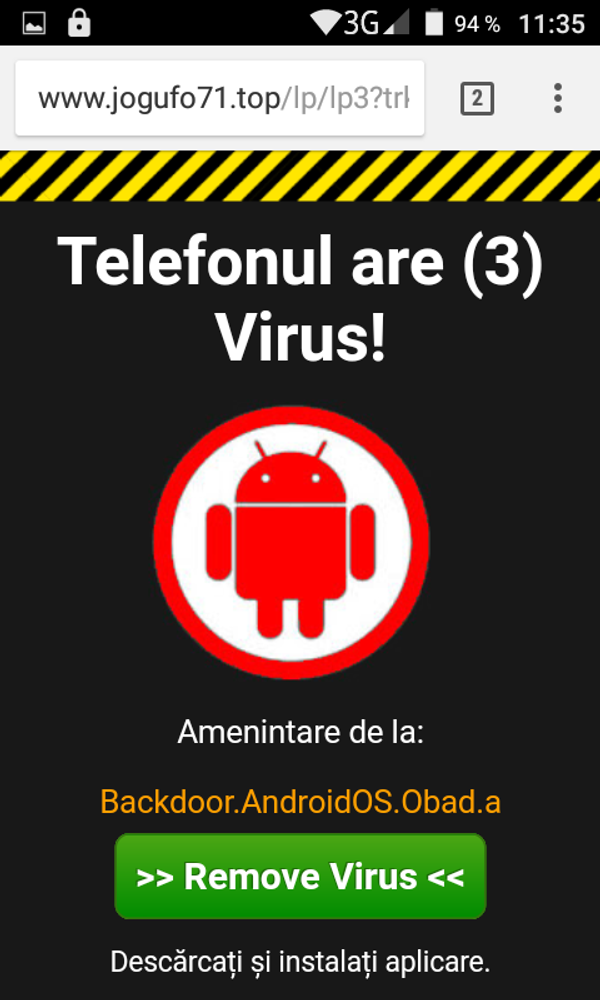 3G 94 % 11:35
www.jogufo71.top/lp/lp3?trk
2
Telefonul are (3)
Virus!
Amenintare de la:
Backdoor.AndroidOS.Obad.a
>> Remove Virus <<
Descărcați și instalați aplicare.